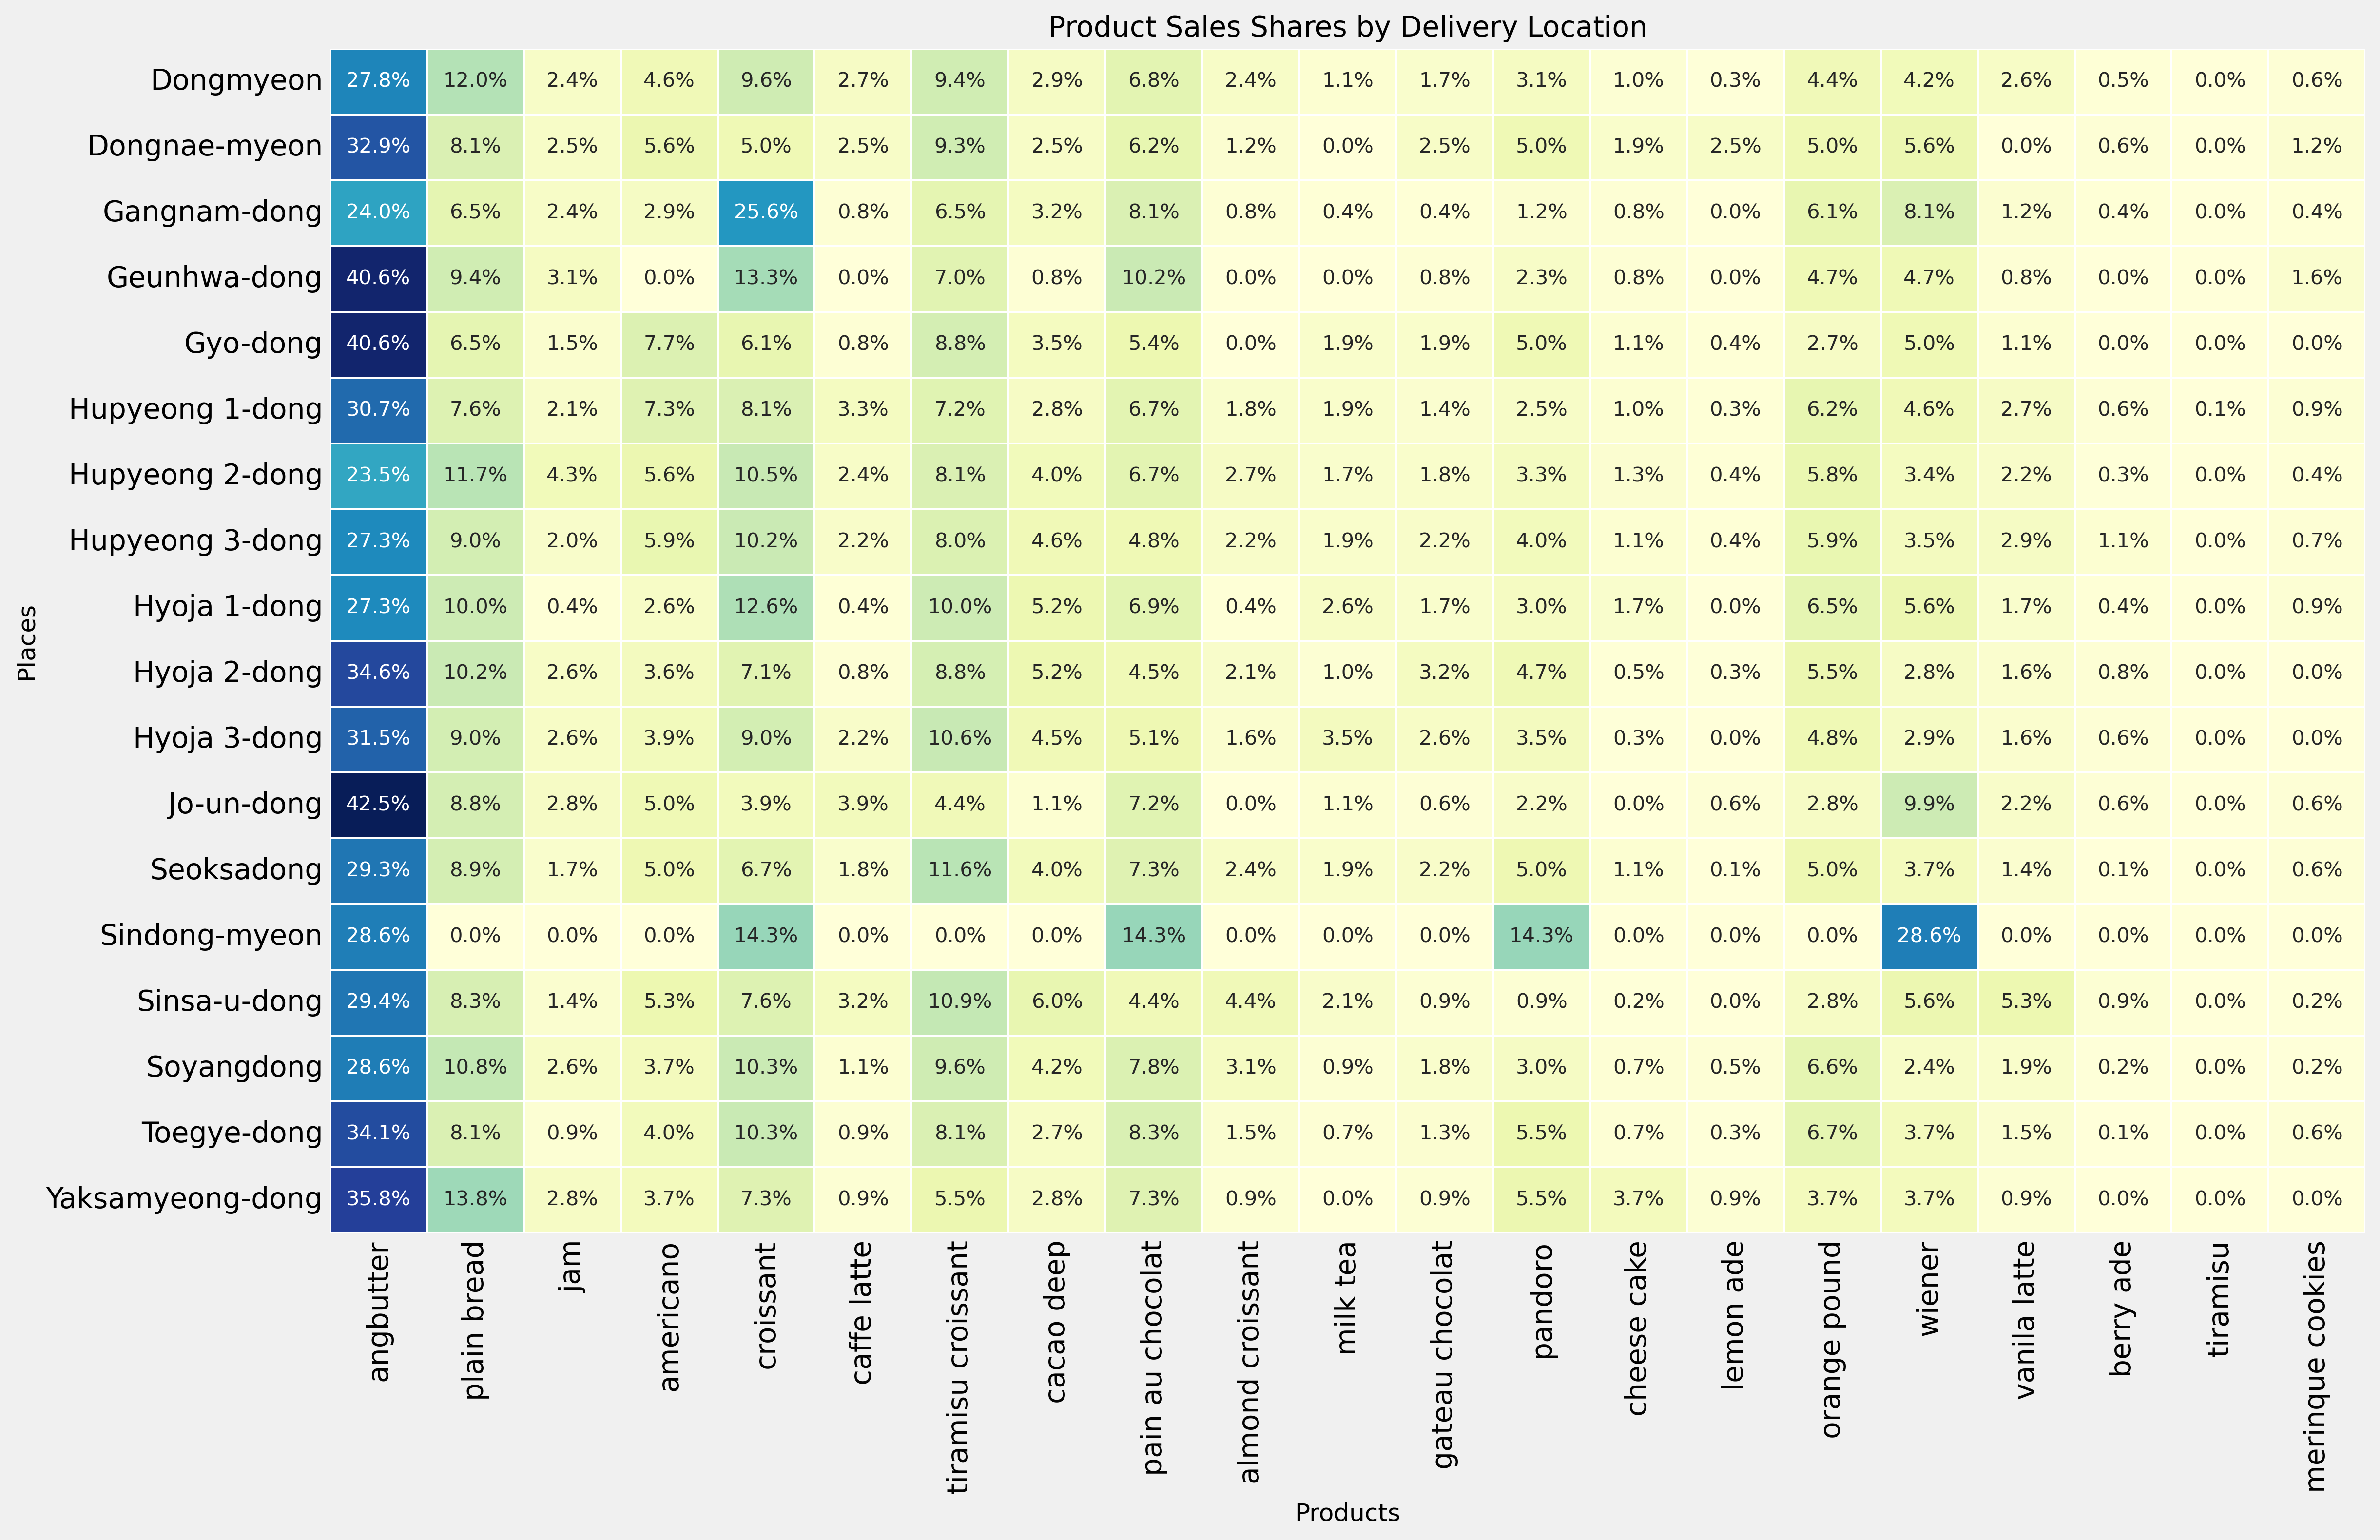 Product Sales Shares by Delivery Location
Places
Dongmyeon 27.8% 12.0% 2.4% 4.6% 9.6% 2.7% 9.4% 2.9% 6.8% 2.4% 1.1% 1.7% 3.1% 1.0% 0.3% 4.4% 4.2% 2.6% 0.5% 0.0% 0.6%
Dongnae-myeon 32.9% 8.1% 2.5% 5.6% 5.0% 2.5% 9.3% 2.5% 6.2% 1.2% 0.0% 2.5% 5.0% 1.9% 2.5% 5.0% 5.6% 0.0% 0.6% 0.0% 1.2%
Gangnam-dong 24.0% 6.5% 2.4% 2.9% 25.6% 0.8% 6.5% 3.2% 8.1% 0.8% 0.4% 0.4% 1.2% 0.8% 0.0% 6.1% 8.1% 1.2% 0.4% 0.0% 0.4%
Geunhwa-dong 40.6% 9.4% 3.1% 0.0% 13.3% 0.0% 7.0% 0.8% 10.2% 0.0% 0.0% 0.8% 2.3% 0.8% 0.0% 4.7% 4.7% 0.8% 0.0% 0.0% 1.6%
Gyo-dong 40.6% 6.5% 1.5% 7.7% 6.1% 0.8% 8.8% 3.5% 5.4% 0.0% 1.9% 1.9% 5.0% 1.1% 0.4% 2.7% 5.0% 1.1% 0.0% 0.0% 0.0%
Hupyeong 1-dong 30.7% 7.6% 2.1% 7.3% 8.1% 3.3% 7.2% 2.8% 6.7% 1.8% 1.9% 1.4% 2.5% 1.0% 0.3% 6.2% 4.6% 2.7% 0.6% 0.1% 0.9%
Hupyeong 2-dong 23.5% 11.7% 4.3% 5.6% 10.5% 2.4% 8.1% 4.0% 6.7% 2.7% 1.7% 1.8% 3.3% 1.3% 0.4% 5.8% 3.4% 2.2% 0.3% 0.0% 0.4%
Hupyeong 3-dong 27.3% 9.0% 2.0% 5.9% 10.2% 2.2% 8.0% 4.6% 4.8% 2.2% 1.9% 2.2% 4.0% 1.1% 0.4% 5.9% 3.5% 2.9% 1.1% 0.0% 0.7%
Hyoja 1-dong 27.3% 10.0% 0.4% 2.6% 12.6% 0.4% 10.0% 5.2% 6.9% 0.4% 2.6% 1.7% 3.0% 1.7% 0.0% 6.5% 5.6% 1.7% 0.4% 0.0% 0.9%
Hyoja 2-dong 34.6% 10.2% 2.6% 3.6% 7.1% 0.8% 8.8% 5.2% 4.5% 2.1% 1.0% 3.2% 4.7% 0.5% 0.3% 5.5% 2.8% 1.6% 0.8% 0.0% 0.0%
Hyoja 3-dong 31.5% 9.0% 2.6% 3.9% 9.0% 2.2% 10.6% 4.5% 5.1% 1.6% 3.5% 2.6% 3.5% 0.3% 0.0% 4.8% 2.9% 1.6% 0.6% 0.0% 0.0%
Jo-un-dong 42.5% 8.8% 2.8% 5.0% 3.9% 3.9% 4.4% 1.1% 7.2% 0.0% 1.1% 0.6% 2.2% 0.0% 0.6% 2.8% 9.9% 2.2% 0.6% 0.0% 0.6%
Seoksadong 29.3% 8.9% 1.7% 5.0% 6.7% 1.8% 11.6% 4.0% 7.3% 2.4% 1.9% 2.2% 5.0% 1.1% 0.1% 5.0% 3.7% 1.4% 0.1% 0.0% 0.6%
Sindong-myeon 28.6% 0.0% 0.0% 0.0% 14.3% 0.0% 0.0% 0.0% 14.3% 0.0% 0.0% 0.0% 14.3% 0.0% 0.0% 0.0% 28.6% 0.0% 0.0% 0.0% 0.0%
Sinsa-u-dong 29.4% 8.3% 1.4% 5.3% 7.6% 3.2% 10.9% 6.0% 4.4% 4.4% 2.1% 0.9% 0.9% 0.2% 0.0% 2.8% 5.6% 5.3% 0.9% 0.0% 0.2%
Soyangdong 28.6% 10.8% 2.6% 3.7% 10.3% 1.1% 9.6% 4.2% 7.8% 3.1% 0.9% 1.8% 3.0% 0.7% 0.5% 6.6% 2.4% 1.9% 0.2% 0.0% 0.2%
Toegye-dong 34.1% 8.1% 0.9% 4.0% 10.3% 0.9% 8.1% 2.7% 8.3% 1.5% 0.7% 1.3% 5.5% 0.7% 0.3% 6.7% 3.7% 1.5% 0.1% 0.0% 0.6%
Yaksamyeong-dong 35.8% 13.8% 2.8% 3.7% 7.3% 0.9% 5.5% 2.8% 7.3% 0.9% 0.0% 0.9% 5.5% 3.7% 0.9% 3.7% 3.7% 0.9% 0.0% 0.0% 0.0%
angbutter
plain bread
jam
americano
croissant
caffe latte
tiramisu croissant
cacao deep
pain au chocolat
almond croissant
milk tea
gateau chocolat
pandoro
cheese cake
lemon ade
orange pound
wiener
vanila latte
berry ade
tiramisu
merinque cookies
Products